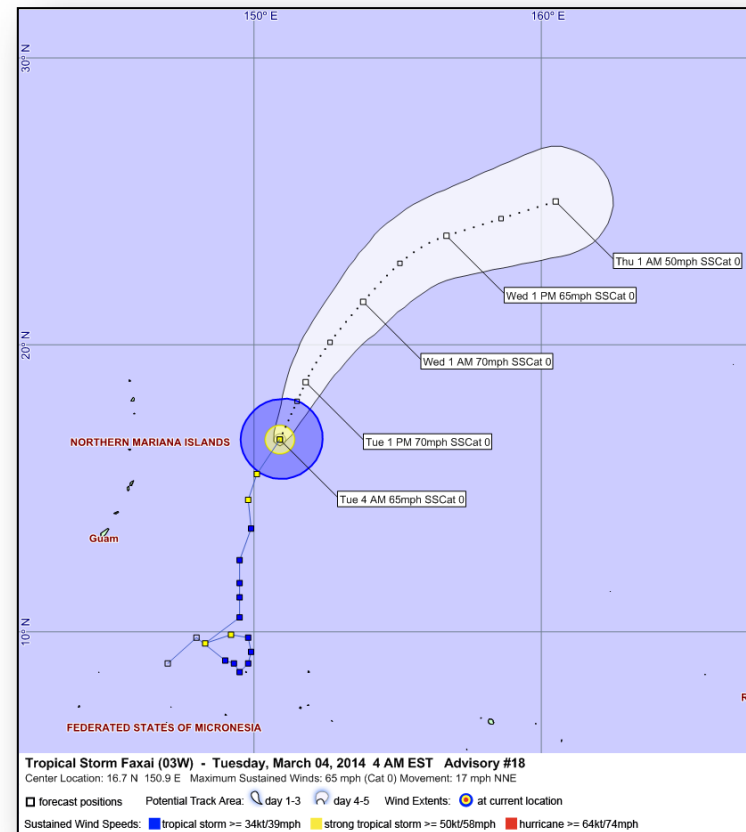 150° E
160° E
30° N
Thu 1 AM 50mph SSCat 0
Wed 1 PM 65mph SSCat 0
20° N
Wed 1 AM 70mph SSCat 0
NORTHERN MARIANA ISLANDS
Tue 1 PM 70mph SSCat 0
Tue 4 AM 65mph SSCat 0
Guam
10° N
R
FEDERATED STATES OF MICRONESIA
Tropical Storm Faxai (03W) - Tuesday, March 04, 2014 4 AM EST Advisory #18
Center Location: 16.7 N 150.9 E Maximum Sustained Winds: 65 mph (Cat 0) Movement: 17 mph NNE
forecast positions Potential Track Area: day 1-3 day 4-5 Wind Extents: at current location
Sustained Wind Speeds: tropical storm >= 34kt/39mph strong tropical storm >= 50kt/58mph hurricane >= 64kt/74mph